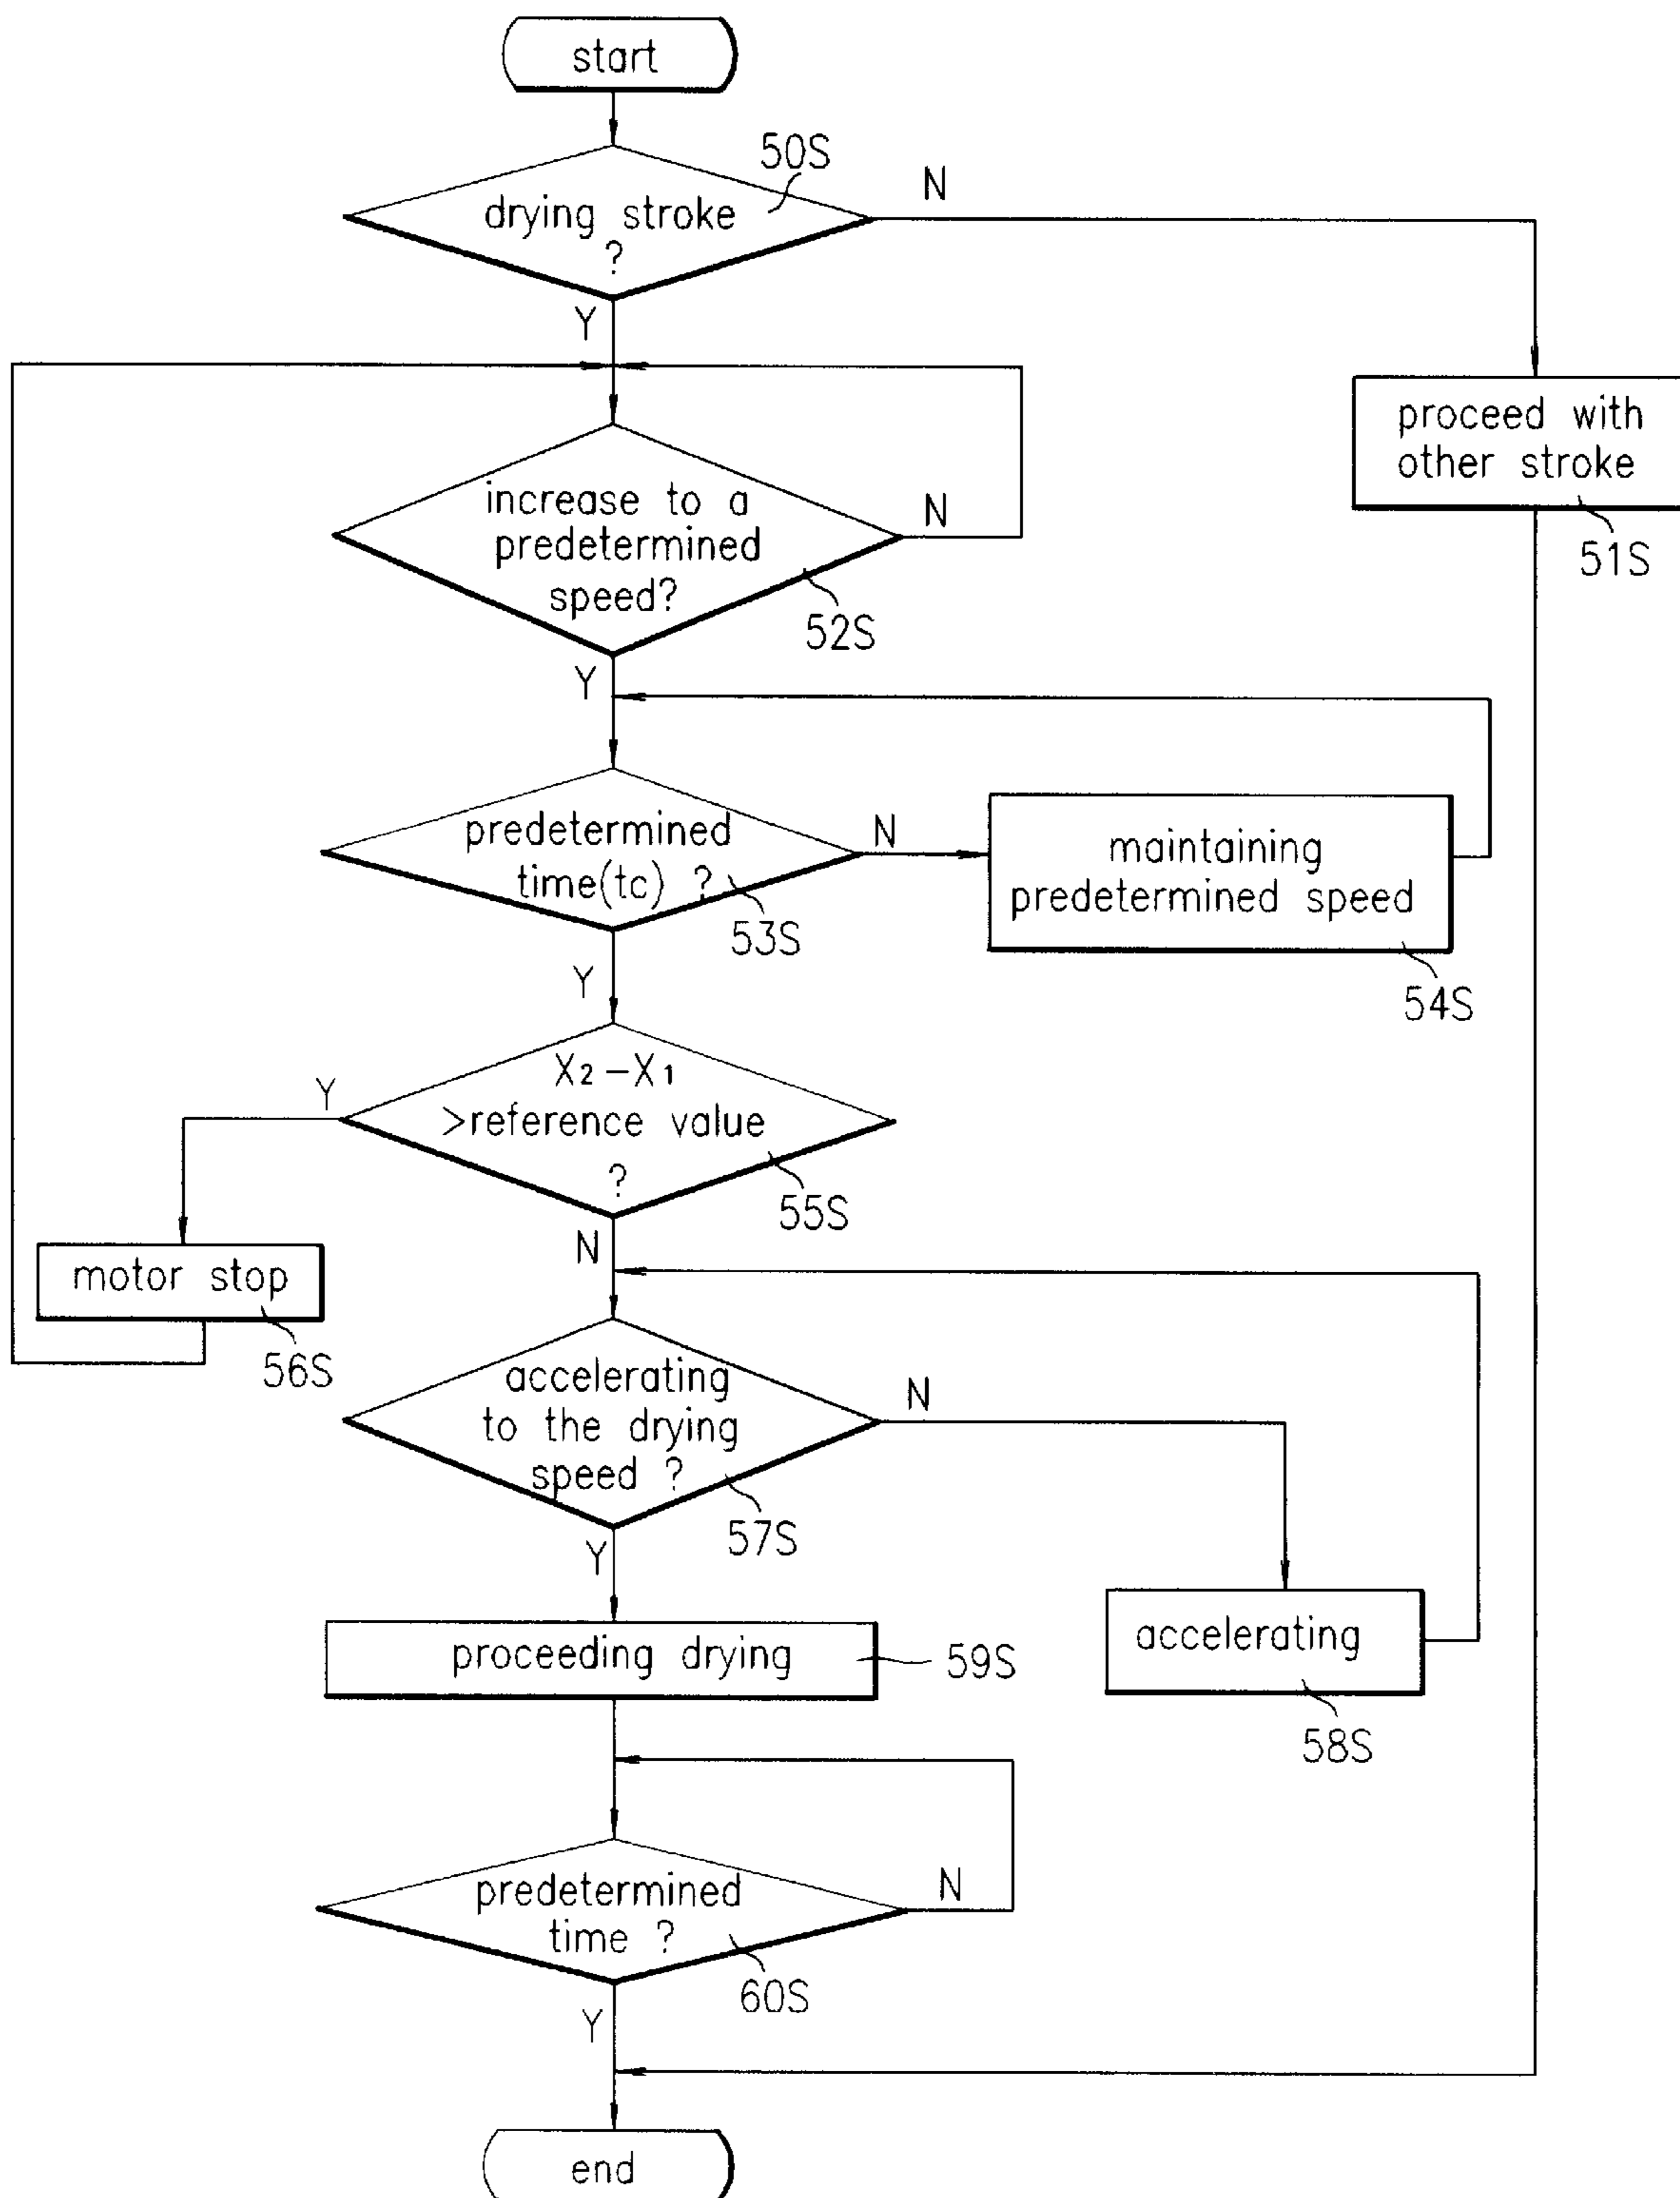 start
50S
N
drying stroke
?
Y
proceed with
other stroke
51S
increase to a
predetermined
speed?
N
52S
Y
predetermined
time(tc) ?
N
53S
maintaining
predetermined speed
54S
Y
X2-X1
>reference value
?
Y
55S
N
motor stop
56S
accelerating
to the drying
speed ?
N
57S
Y
accelerating
58S
proceeding drying
59S
predetermined
time ?
N
60S
Y
end